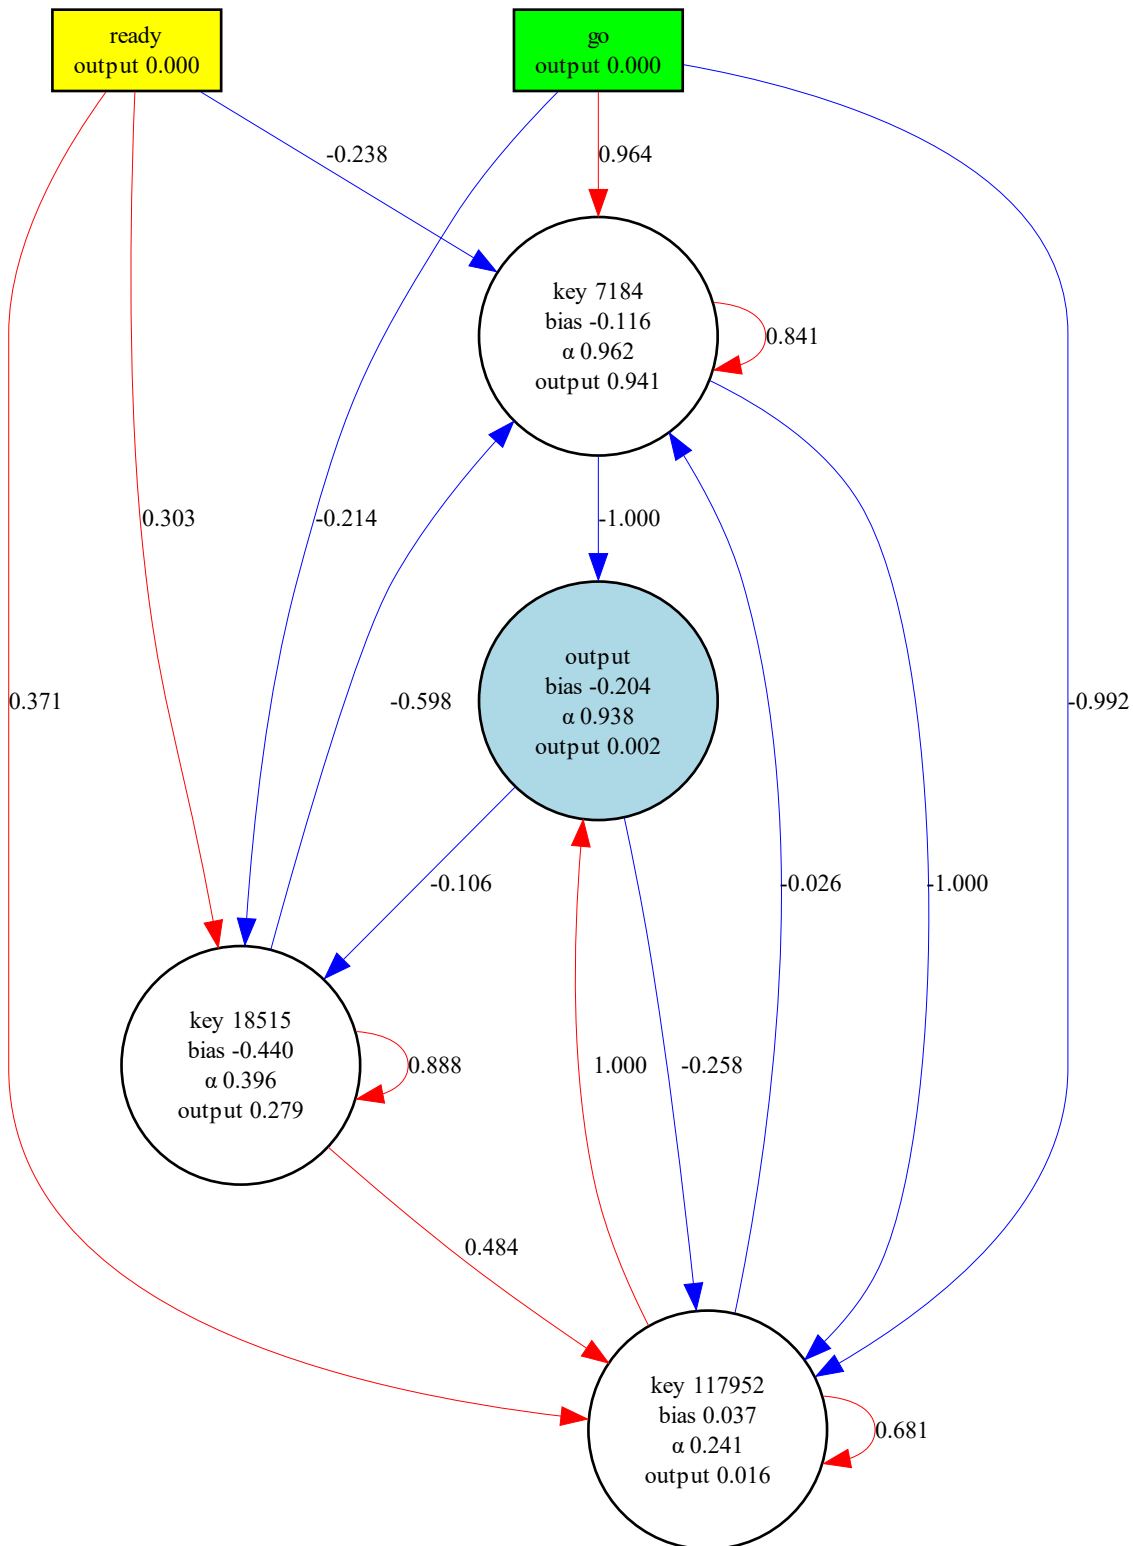 ready
output 0.000
go
output 0.000
-0.238
0.964
key 7184
bias -0.116
α 0.962
output 0.941
0.841
0.303
-0.214
-1.000
output
bias -0.204
α 0.938
output 0.002
0.371
-0.598
-0.992
-0.106
-0.026
-1.000
key 18515
bias -0.440
α 0.396
output 0.279
0.888
1.000
-0.258
0.484
key 117952
bias 0.037
α 0.241
output 0.016
0.681